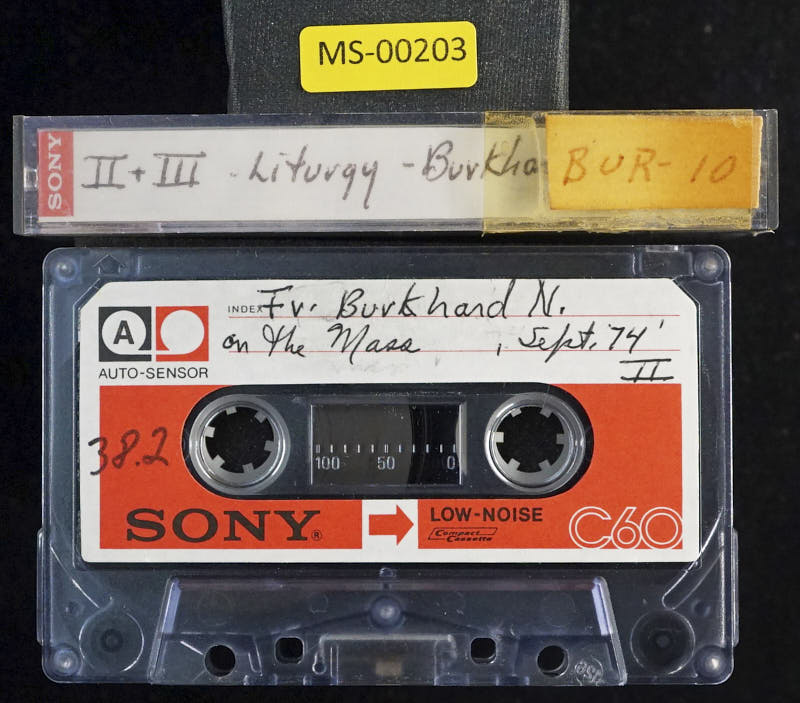 MS-00203
SONY II + III - Liturgy - Burkha BUR-10
A INDEX Fr. Burkhard N.
on the Mass , Sept. '74'
AUTO-SENSOR II
38.2
100 50 0
SONY® LOW-NOISE C60
Compact Cassette